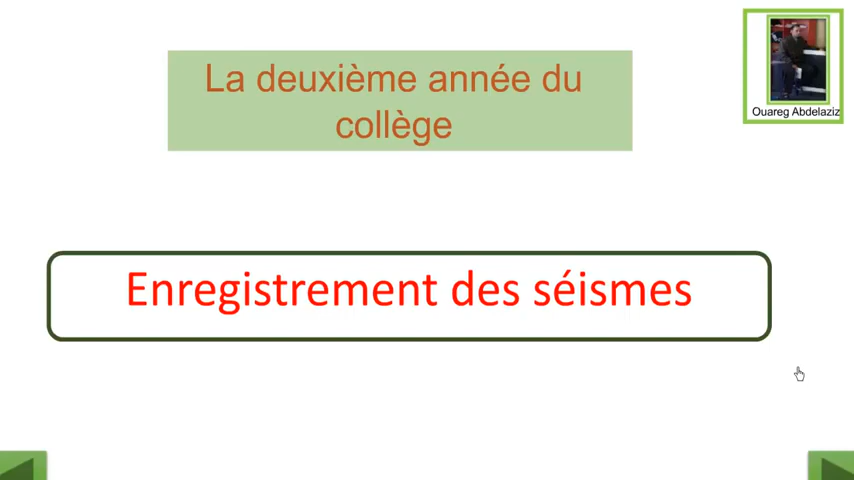 La deuxième année du
collège
Ouareg Abdelaziz
Enregistrement des séismes